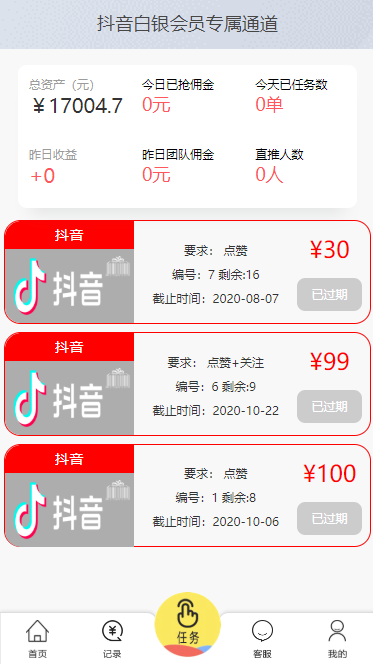 抖音白银会员专属通道
总资产（元） 今日已抢佣金 今天已任务数
￥17004.7 0元 0单
昨日收益 昨日团队佣金 直推人数
+0 0元 0人
抖音
抖音
要求： 点赞
编号：7 剩余:16
截止时间：2020-08-07
¥30
已过期
抖音
抖音
要求： 点赞+关注
编号：6 剩余:9
截止时间：2020-10-22
¥99
已过期
抖音
抖音
要求： 点赞
编号：1 剩余:8
截止时间：2020-10-06
¥100
已过期
首页 记录 任务 客服 我的